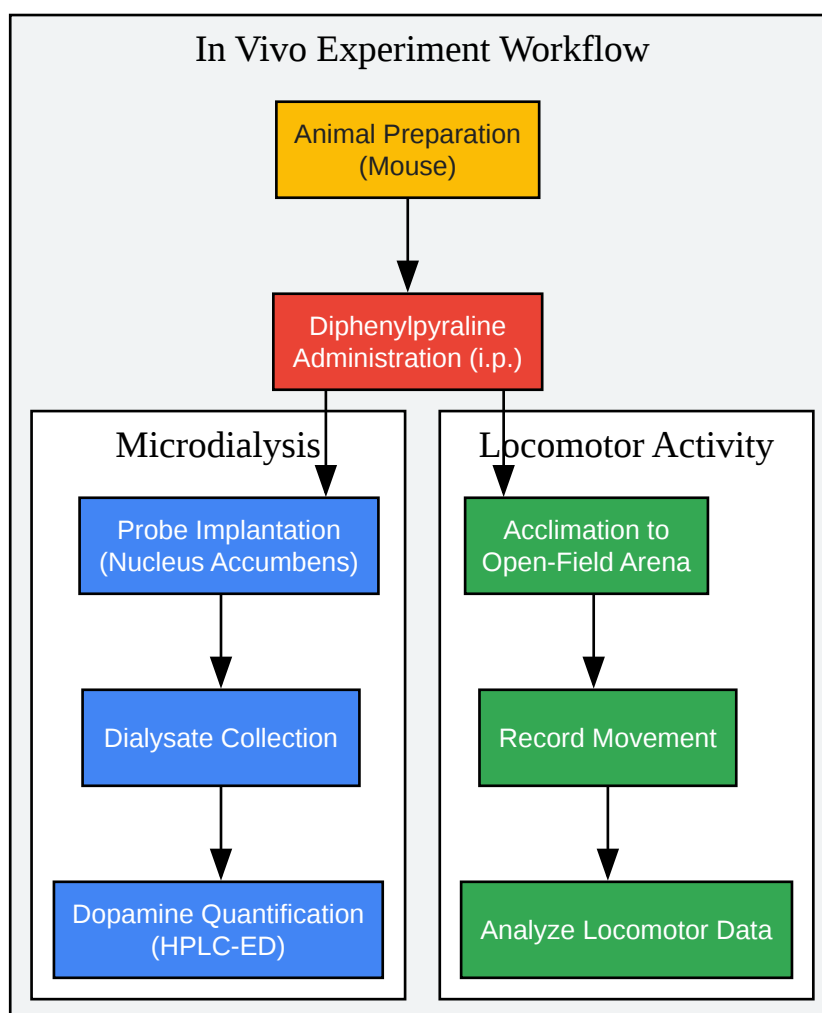 In Vivo Experiment Workflow
Animal Preparation
(Mouse)
Diphenylpyraline
Administration (i.p.)
Microdialysis
Probe Implantation
(Nucleus Accumbens)
Dialysate Collection
Dopamine Quantification
(HPLC-ED)
Locomotor Activity
Acclimation to
Open-Field Arena
Record Movement
Analyze Locomotor Data